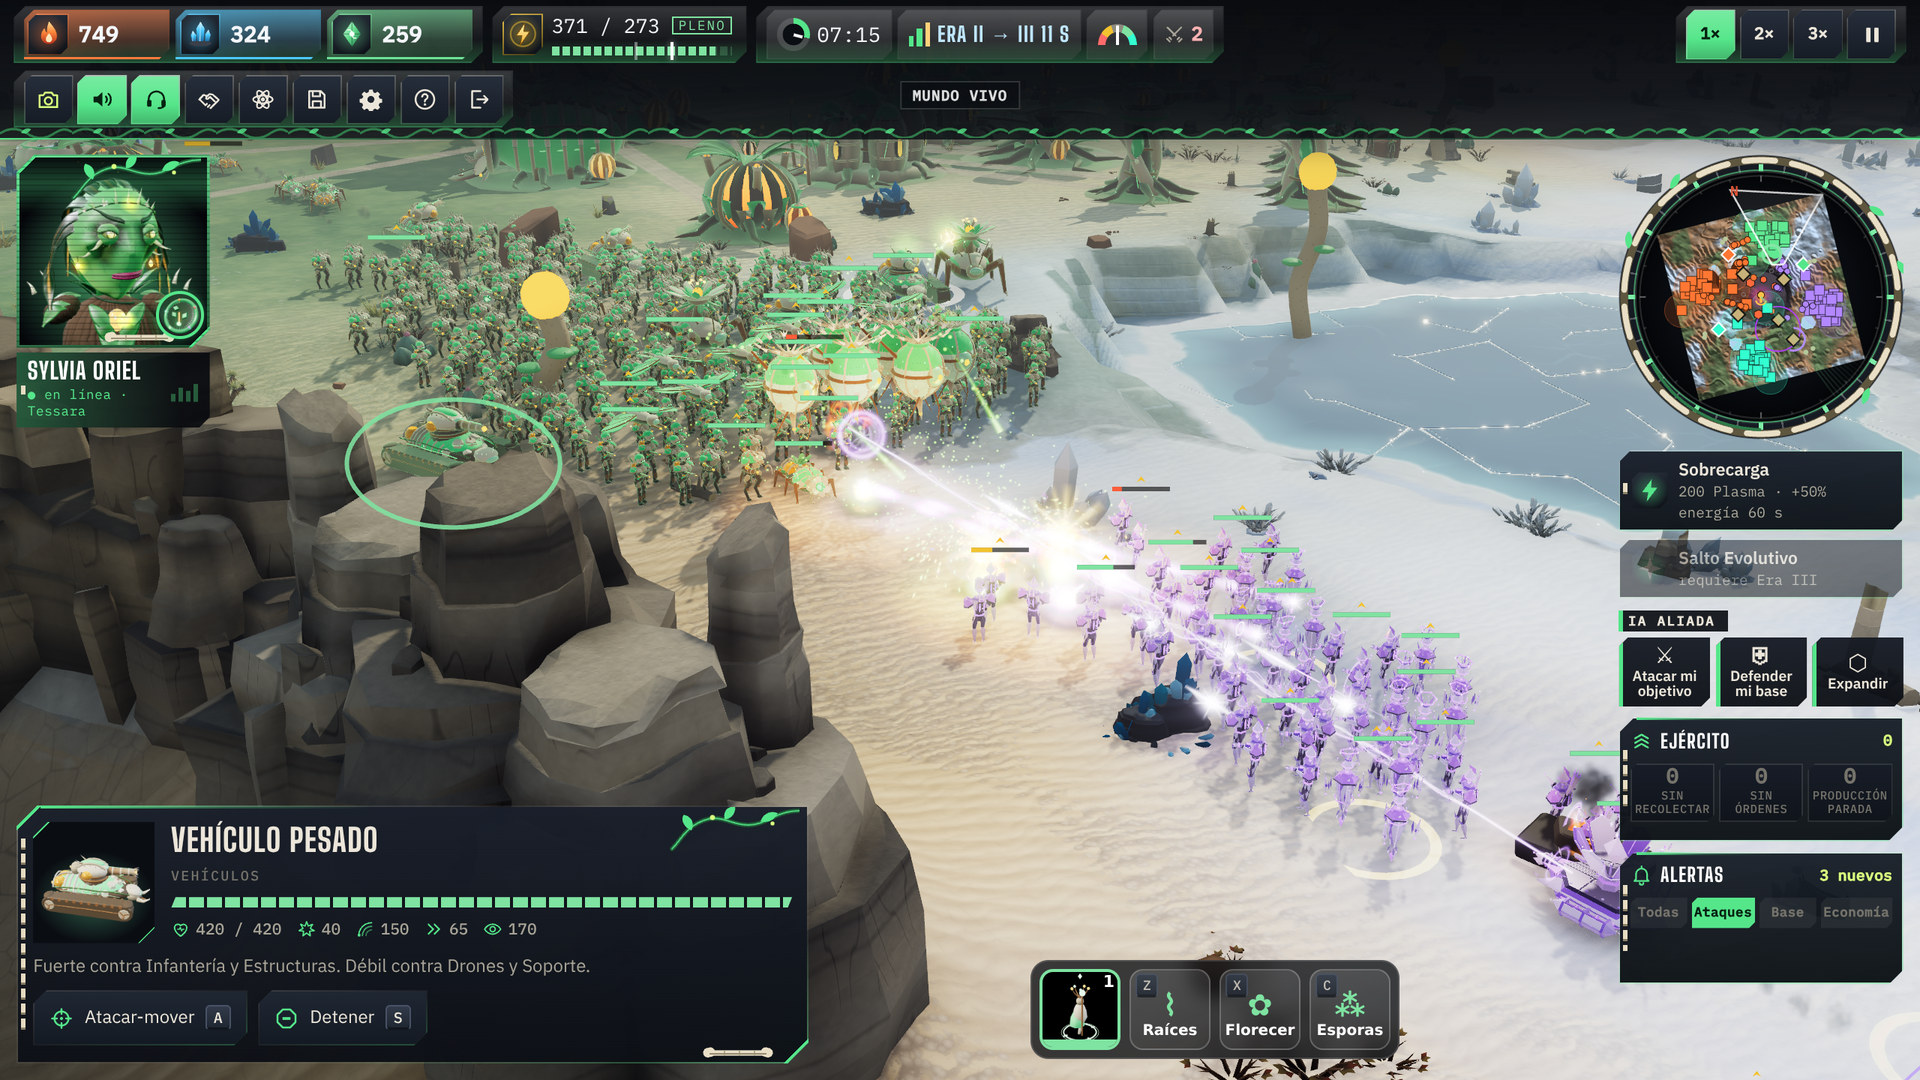 749
324
259
371 / 273
PLENO
07:15
ERA II → III 11 S
2
1×
2×
3×
MUNDO VIVO
SYLVIA ORIEL
en línea ·
Tessara
N
Sobrecarga
200 Plasma · +50%
energía 60 s
Salto Evolutivo
requiere Era III
IA ALIADA
Atacar mi
objetivo
Defender
mi base
Expandir
EJÉRCITO
0
0
SIN
RECOLECTAR
0
SIN
ÓRDENES
0
PRODUCCIÓN
PARADA
ALERTAS
3 nuevos
Todas
Ataques
Base
Economía
VEHÍCULO PESADO
VEHÍCULOS
420 / 420
40
150
65
170
Fuerte contra Infantería y Estructuras. Débil contra Drones y Soporte.
Atacar-mover
A
Detener
S
1
Z
Raíces
X
Florecer
C
Esporas